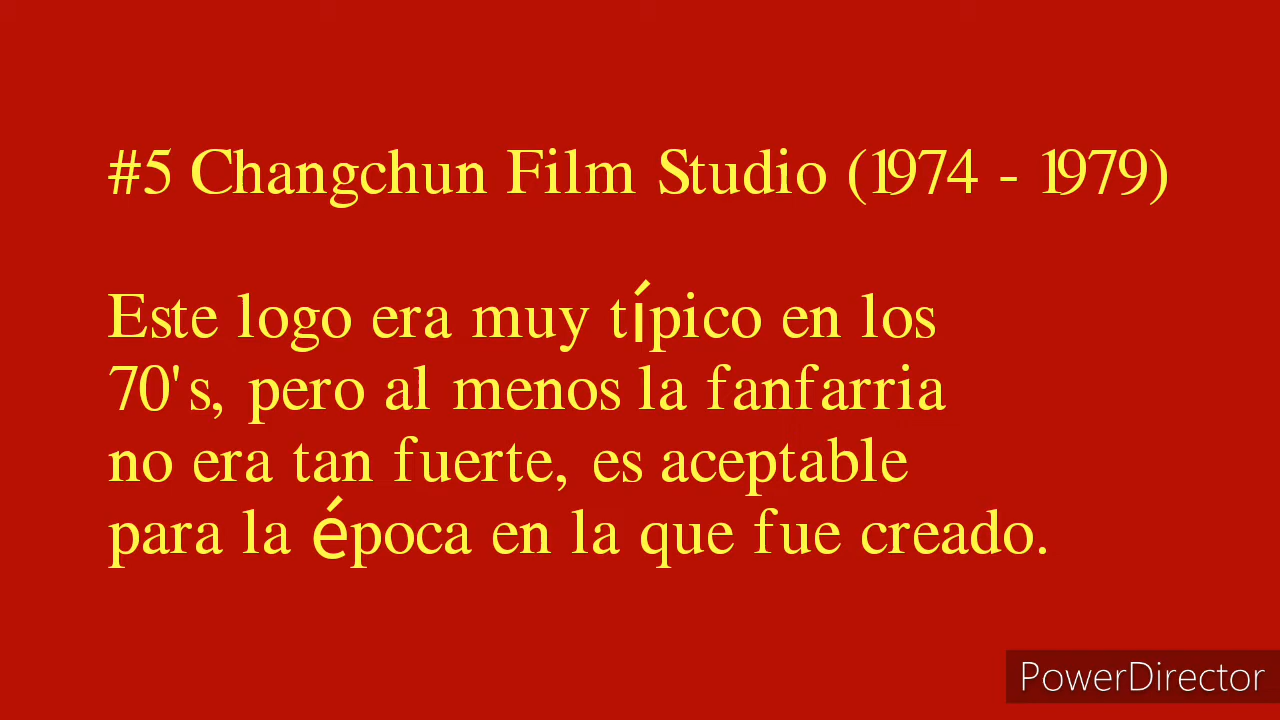 #5 Changchun Film Studio (1974 - 1979)
Este logo era muy típico en los
70's, pero al menos la fanfarria
no era tan fuerte, es aceptable
para la época en la que fue creado.
PowerDirector